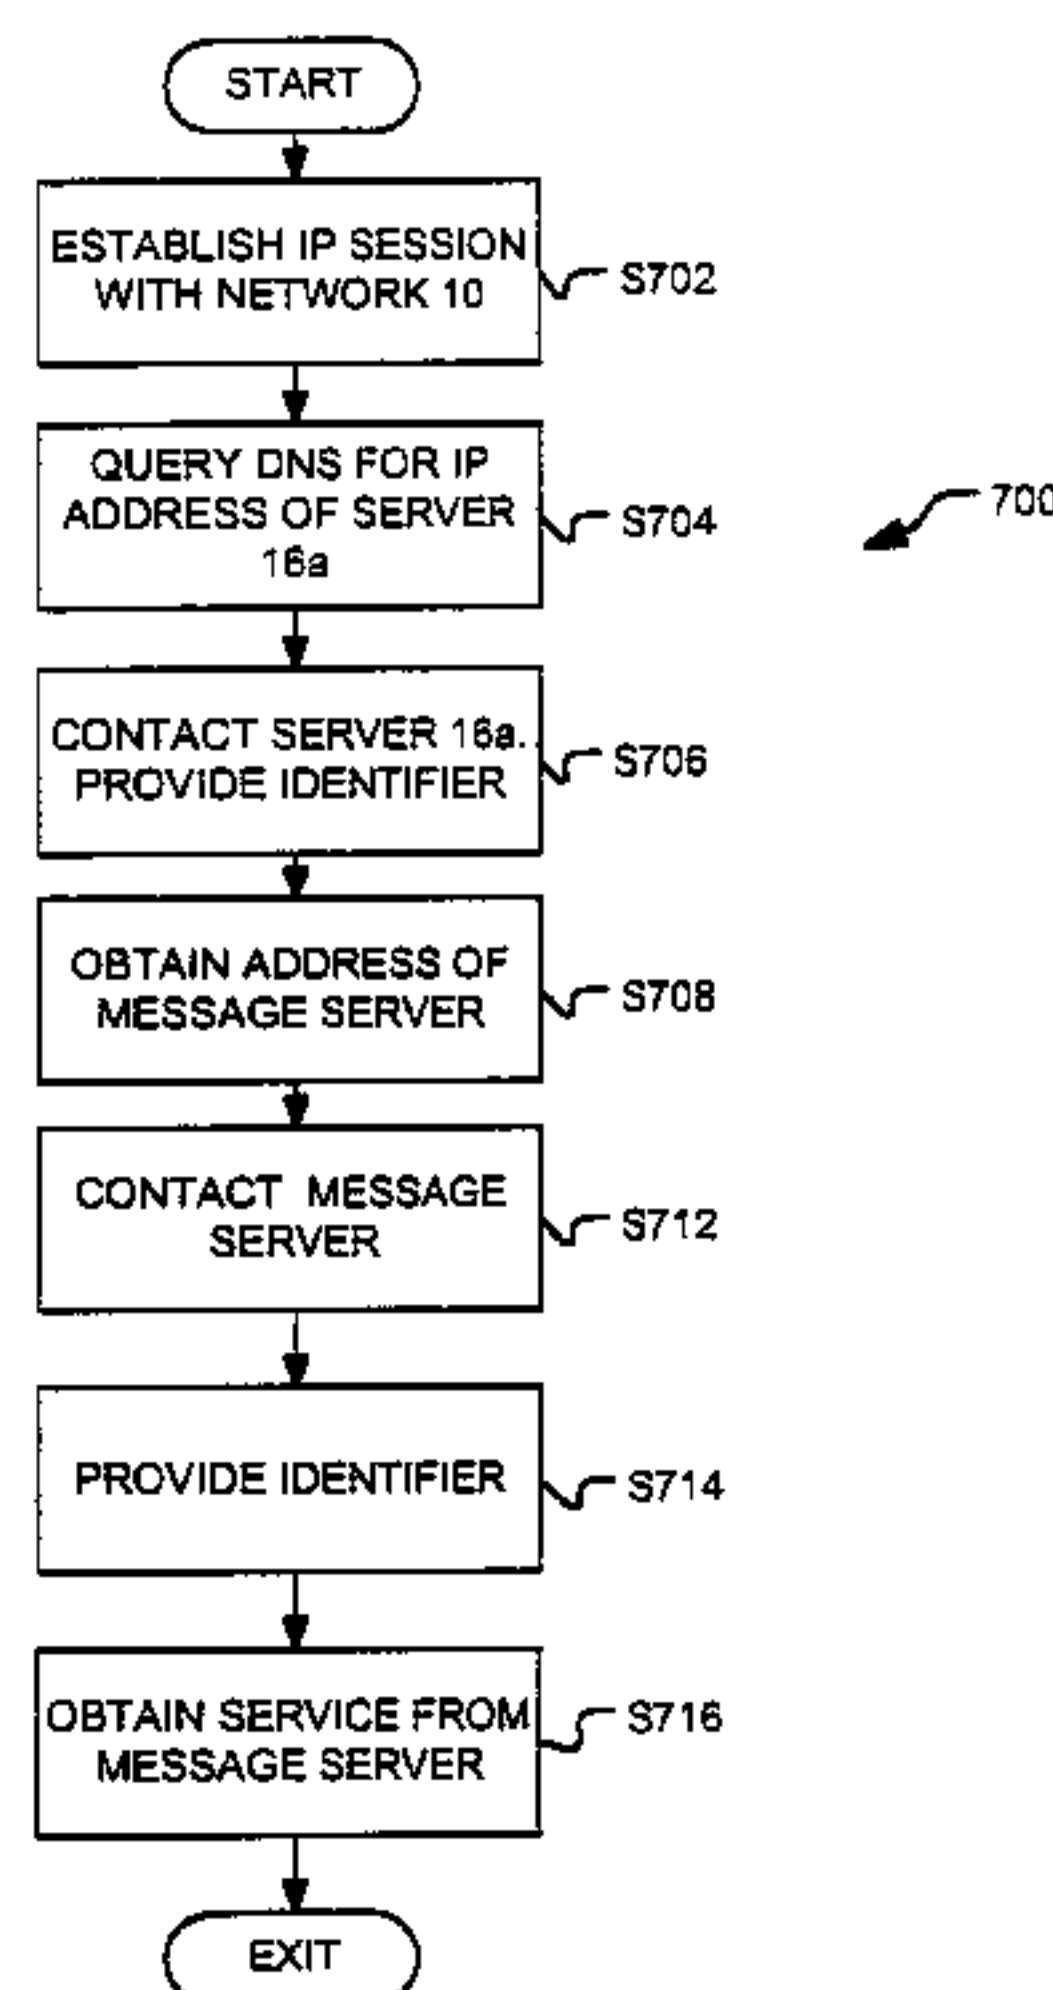 START
ESTABLISH IP SESSION
WITH NETWORK 10
S702
QUERY DNS FOR IP
ADDRESS OF SERVER
16a
S704
700
CONTACT SERVER 16a.
PROVIDE IDENTIFIER
S706
OBTAIN ADDRESS OF
MESSAGE SERVER
S708
CONTACT MESSAGE
SERVER
S712
PROVIDE IDENTIFIER
S714
OBTAIN SERVICE FROM
MESSAGE SERVER
S716
EXIT